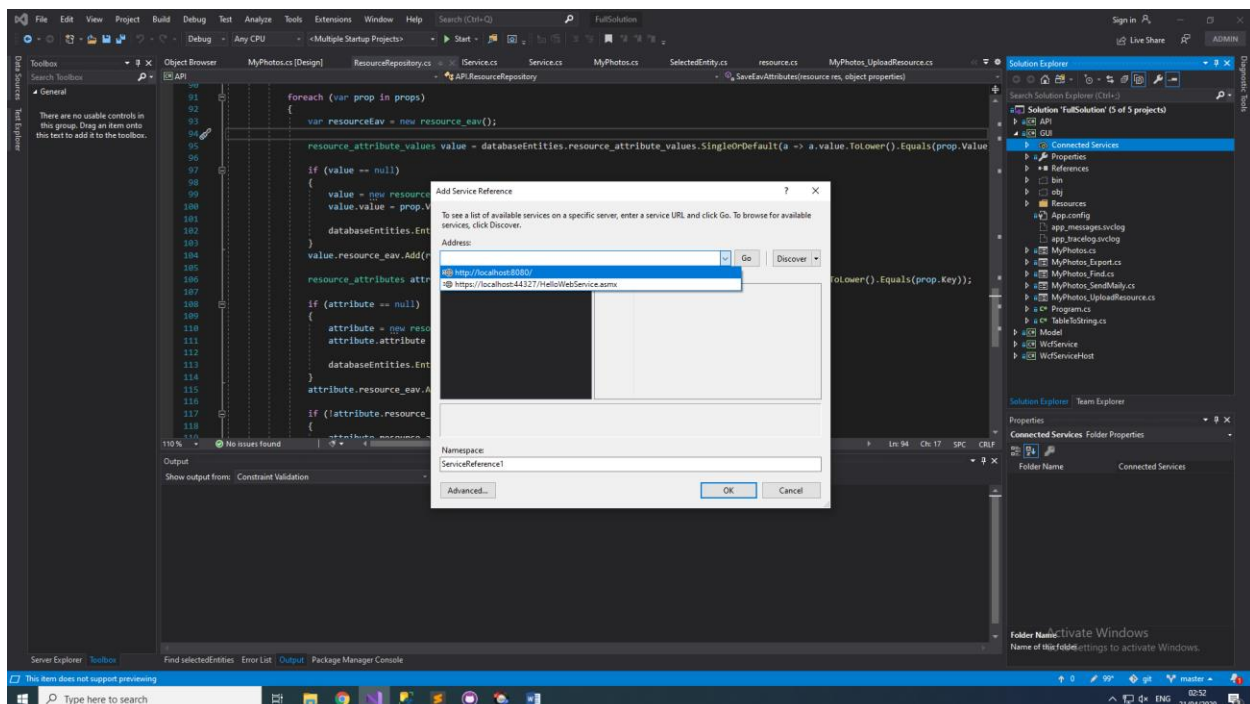 File Edit View Project Build Debug Test Analyze Tools Extensions Window Help Search (Ctrl+Q) FullSolution Sign in
Debug Any CPU <Multiple Startup Projects> Start Live Share ADMIN
Toolbox
Search Toolbox
General
There are no usable controls in
this group. Drag an item onto
this text to add it to the toolbox.
Data Sources
Test Explorer
Object Browser MyPhotos.cs [Design] ResourceRepository.cs IService.cs Service.cs MyPhotos.cs SelectedEntity.cs resource.cs MyPhotos_UploadResource.cs
API API.ResourceRepository SaveEavAttributes(resource res, object properties)
90
91 foreach (var prop in props)
92 {
93 var resourceEav = new resource_eav();
94
95 resource_attribute_values value = databaseEntities.resource_attribute_values.SingleOrDefault(a => a.value.ToLower().Equals(prop.Value
96
97 if (value == null)
98 {
99 value = new resource
100 value.value = prop.V
101
102 databaseEntities.Ent
103 }
104 value.resource_eav.Add(r
105
106 resource_attributes attr ToLower().Equals(prop.Key));
107
108 if (attribute == null)
109 {
110 attribute = new reso
111 attribute.attribute
112
113 databaseEntities.Ent
114 }
115 attribute.resource_eav.A
116
117 if (!attribute.resource_
118 {
119
110 % No issues found Ln: 94 Ch: 17 SPC CRLF
Add Service Reference ? X
To see a list of available services on a specific server, enter a service URL and click Go. To browse for available
services, click Discover.
Address:
Go Discover
http://localhost:8080/
https://localhost:44327/HelloWebService.asmx
Namespace:
ServiceReference1
Advanced... OK Cancel
Output
Show output from: Constraint Validation
Server Explorer Toolbox
Find selectedEntities Error List Output Package Manager Console
Solution Explorer
Search Solution Explorer (Ctrl+;)
Solution 'FullSolution' (5 of 5 projects)
API
GUI
Connected Services
Properties
References
bin
obj
Resources
App.config
app_messages.svclog
app_tracelog.svclog
MyPhotos.cs
MyPhotos_Export.cs
MyPhotos_Find.cs
MyPhotos_SendMaily.cs
MyPhotos_UploadResource.cs
Program.cs
TableToString.cs
Model
WcfService
WcfServiceHost
Solution Explorer Team Explorer
Properties
Connected Services Folder Properties
Folder Name Connected Services
Folder Name
Name of this folder
Activate Windows
Go to Settings to activate Windows.
Diagnostic Tools
This item does not support previewing 0 99+ git master
Type here to search ENG 02:52
21/04/2020